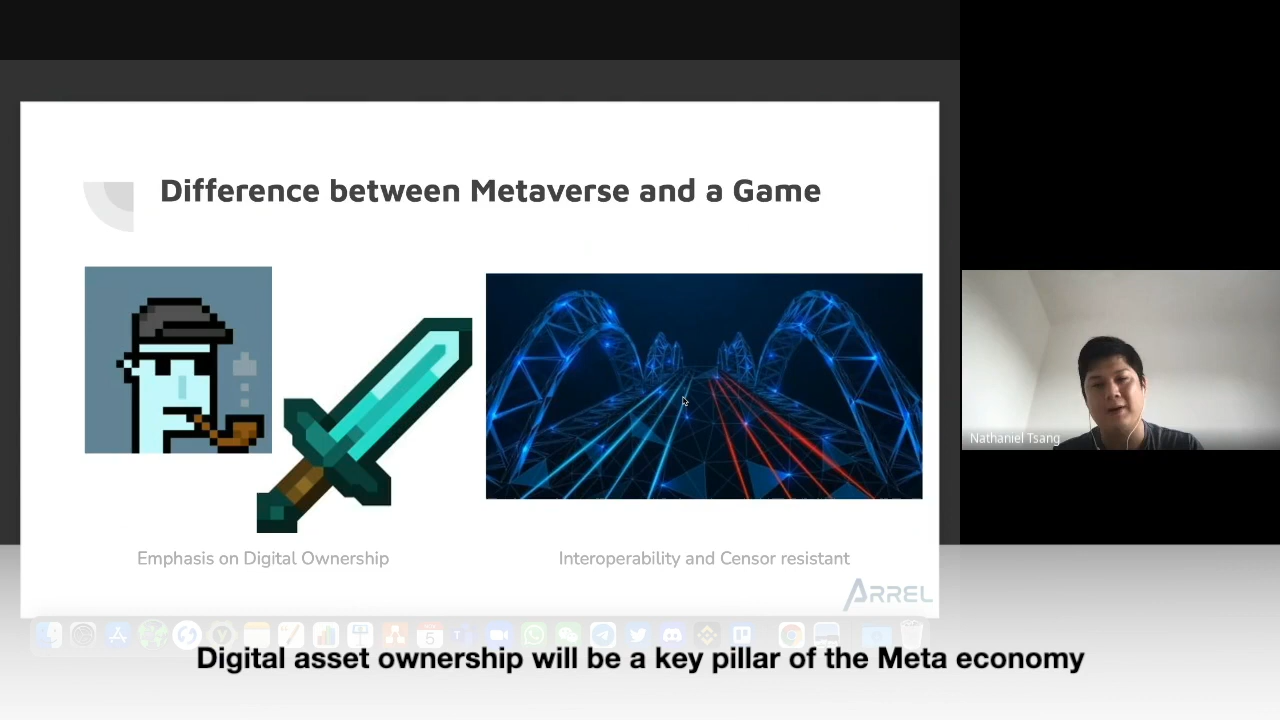 Difference between Metaverse and a Game
Emphasis on Digital Ownership
Interoperability and Censor resistant
ARREL
Nathaniel Tsang
5
Digital asset ownership will be a key pillar of the Meta economy